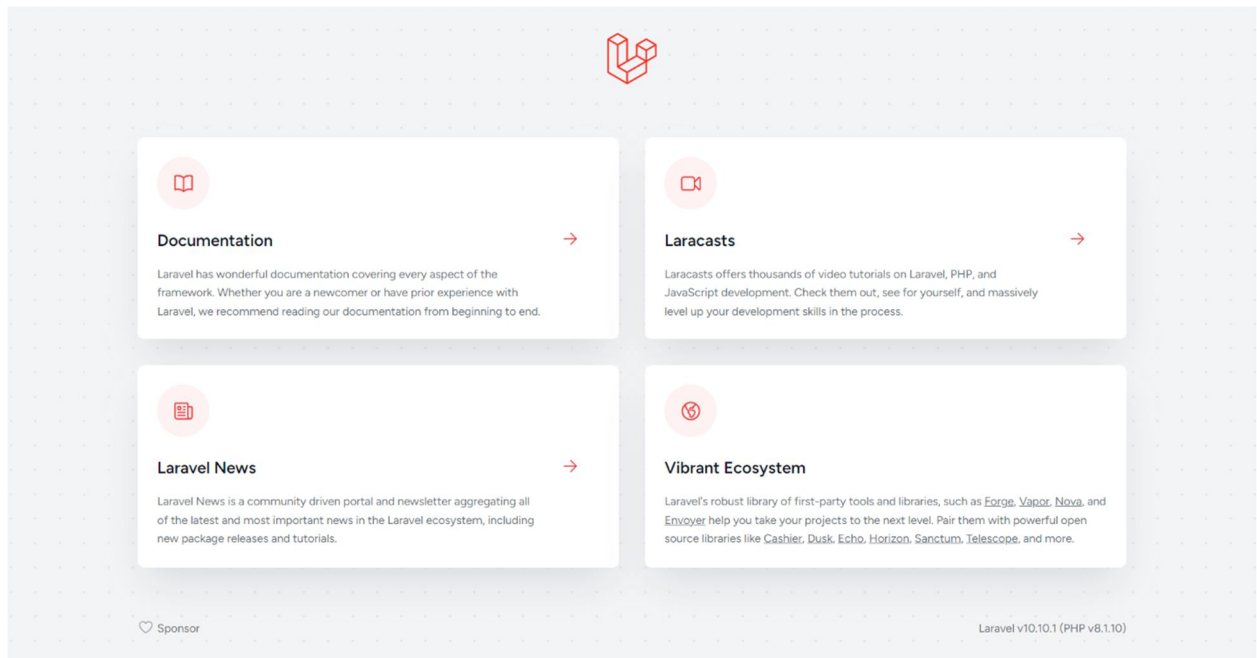 Documentation
Laravel has wonderful documentation covering every aspect of the
framework. Whether you are a newcomer or have prior experience with
Laravel, we recommend reading our documentation from beginning to end.
Laracasts
Laracasts offers thousands of video tutorials on Laravel, PHP, and
JavaScript development. Check them out, see for yourself, and massively
level up your development skills in the process.
Laravel News
Laravel News is a community driven portal and newsletter aggregating all
of the latest and most important news in the Laravel ecosystem, including
new package releases and tutorials.
Vibrant Ecosystem
Laravel's robust library of first-party tools and libraries, such as Forge, Vapor, Nova, and
Envoyer help you take your projects to the next level. Pair them with powerful open
source libraries like Cashier, Dusk, Echo, Horizon, Sanctum, Telescope, and more.
Sponsor
Laravel v10.10.1 (PHP v8.1.10)